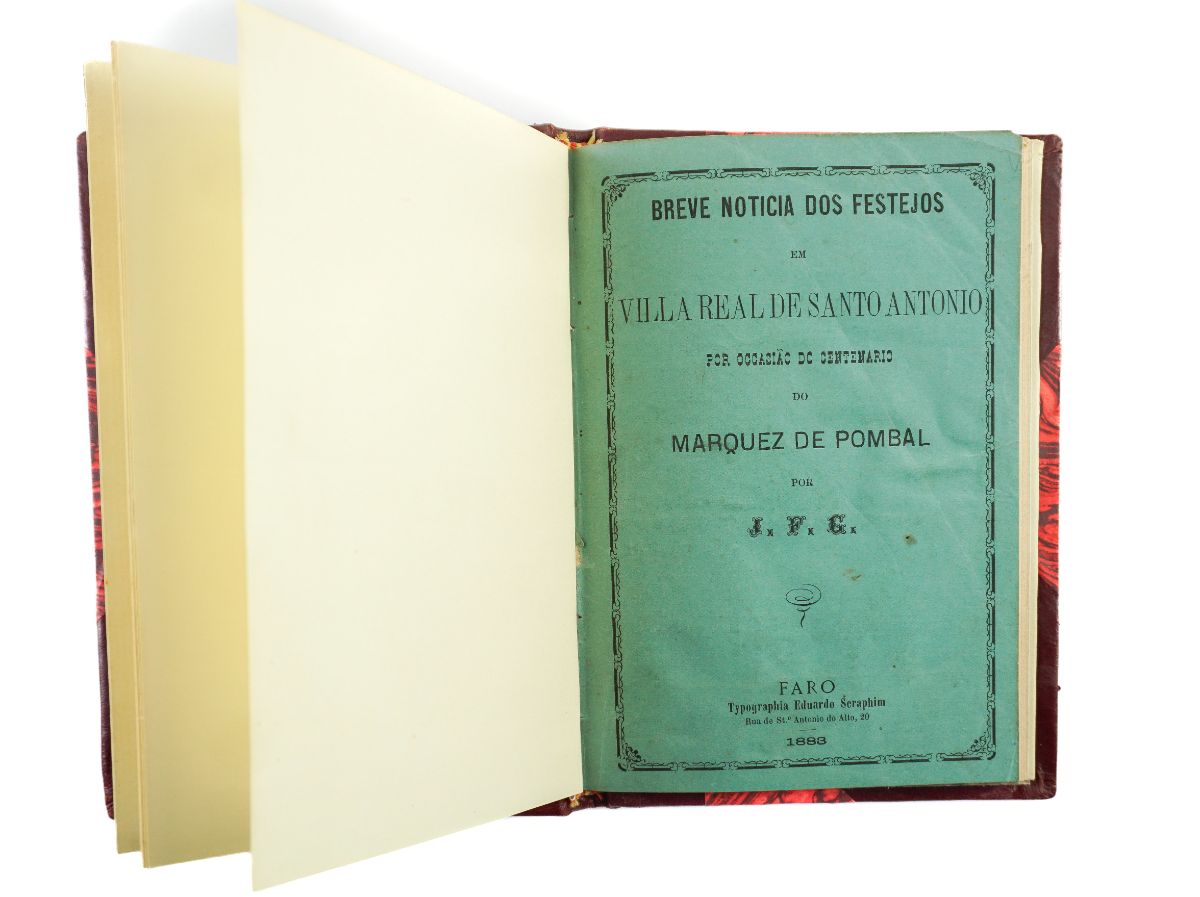 BREVE NOTICIA DOS FESTEJOS
EM
VILLA REAL DE SANTO ANTONIO
POR OCCASIÃO DO CENTENARIO
DO
MARQUEZ DE POMBAL
POR
J. F. G.
FARO
Typographia Eduardo Seraphim
Rua de St.º Antonio do Alto, 20
1883